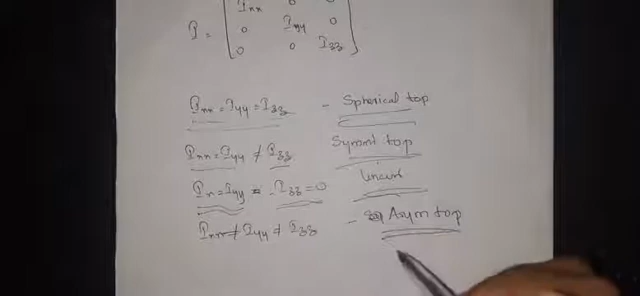 I = [ Ixx 0 0
0 Iyy 0
0 0 Izz ]
Ixx = Iyy = Izz - Spherical top
Ixx = Iyy ≠ Izz Symmt top
Ix = Iyy = Izz = 0 Linear
Ixx ≠ Iyy ≠ Izz - Asym top